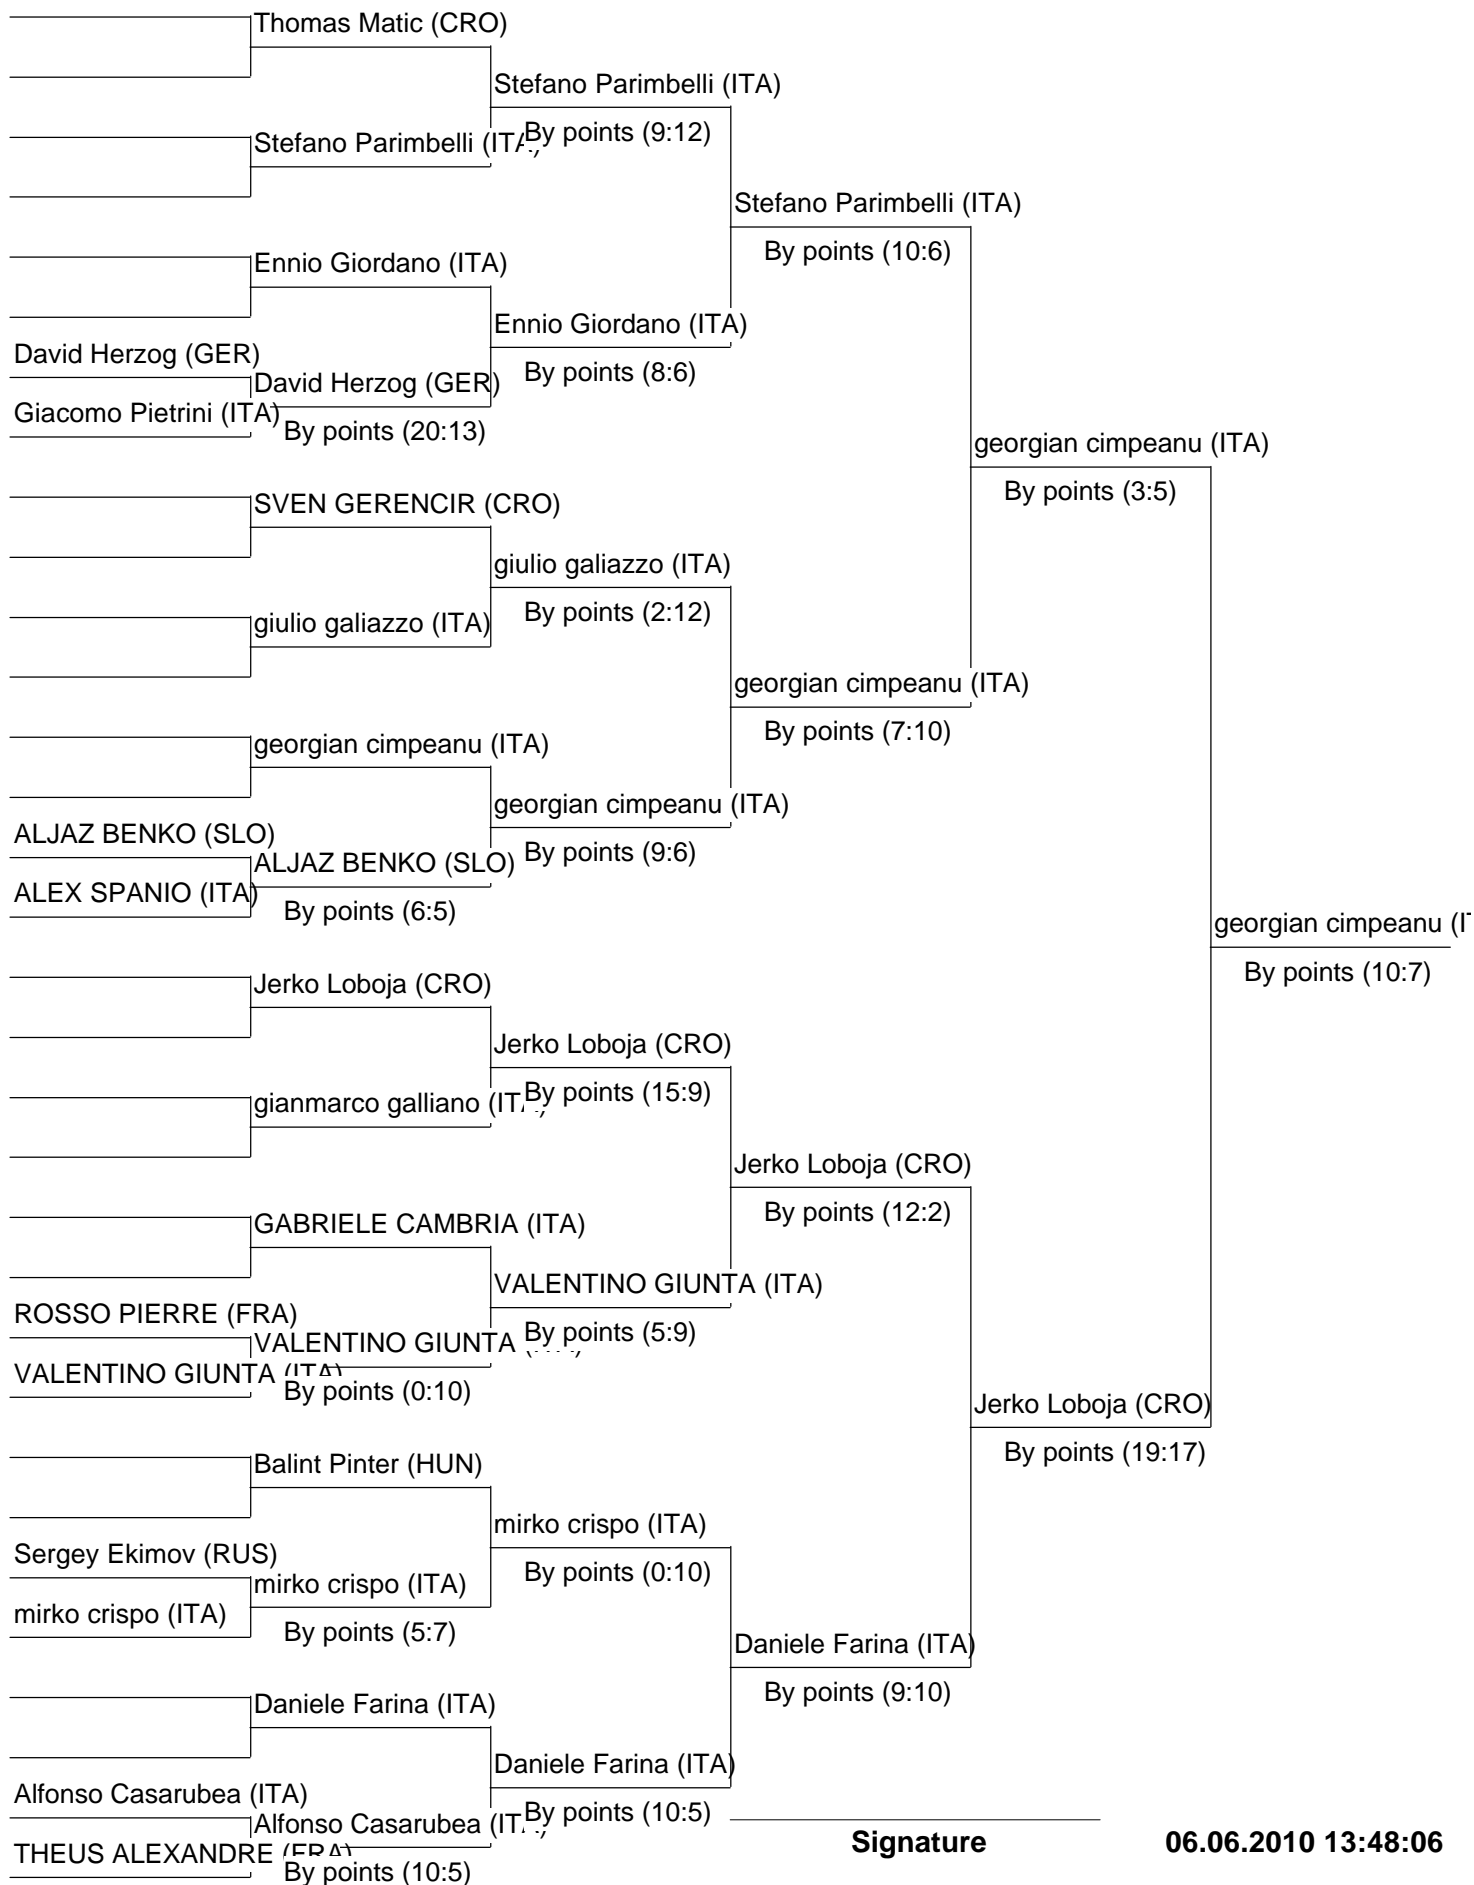 Thomas Matic (CRO)
Stefano Parimbelli (ITA)
By points (9:12)
Stefano Parimbelli (ITA)
Stefano Parimbelli (ITA)
By points (10:6)
Ennio Giordano (ITA)
Ennio Giordano (ITA)
David Herzog (GER)
By points (8:6)
David Herzog (GER)
Giacomo Pietrini (ITA)
By points (20:13)
georgian cimpeanu (ITA)
By points (3:5)
SVEN GERENCIR (CRO)
giulio galiazzo (ITA)
By points (2:12)
giulio galiazzo (ITA)
georgian cimpeanu (ITA)
By points (7:10)
georgian cimpeanu (ITA)
georgian cimpeanu (ITA)
ALJAZ BENKO (SLO)
By points (9:6)
ALJAZ BENKO (SLO)
ALEX SPANIO (ITA)
By points (6:5)
georgian cimpeanu (IT
By points (10:7)
Jerko Loboja (CRO)
Jerko Loboja (CRO)
By points (15:9)
gianmarco galliano (ITA)
Jerko Loboja (CRO)
By points (12:2)
GABRIELE CAMBRIA (ITA)
VALENTINO GIUNTA (ITA)
ROSSO PIERRE (FRA)
By points (5:9)
VALENTINO GIUNTA (ITA)
VALENTINO GIUNTA (ITA)
By points (0:10)
Jerko Loboja (CRO)
By points (19:17)
Balint Pinter (HUN)
mirko crispo (ITA)
Sergey Ekimov (RUS)
By points (0:10)
mirko crispo (ITA)
mirko crispo (ITA)
By points (5:7)
Daniele Farina (ITA)
By points (9:10)
Daniele Farina (ITA)
Daniele Farina (ITA)
Alfonso Casarubea (ITA)
By points (10:5)
Alfonso Casarubea (ITA)
THEUS ALEXANDRE (FRA)
By points (10:5)
Signature
06.06.2010 13:48:06